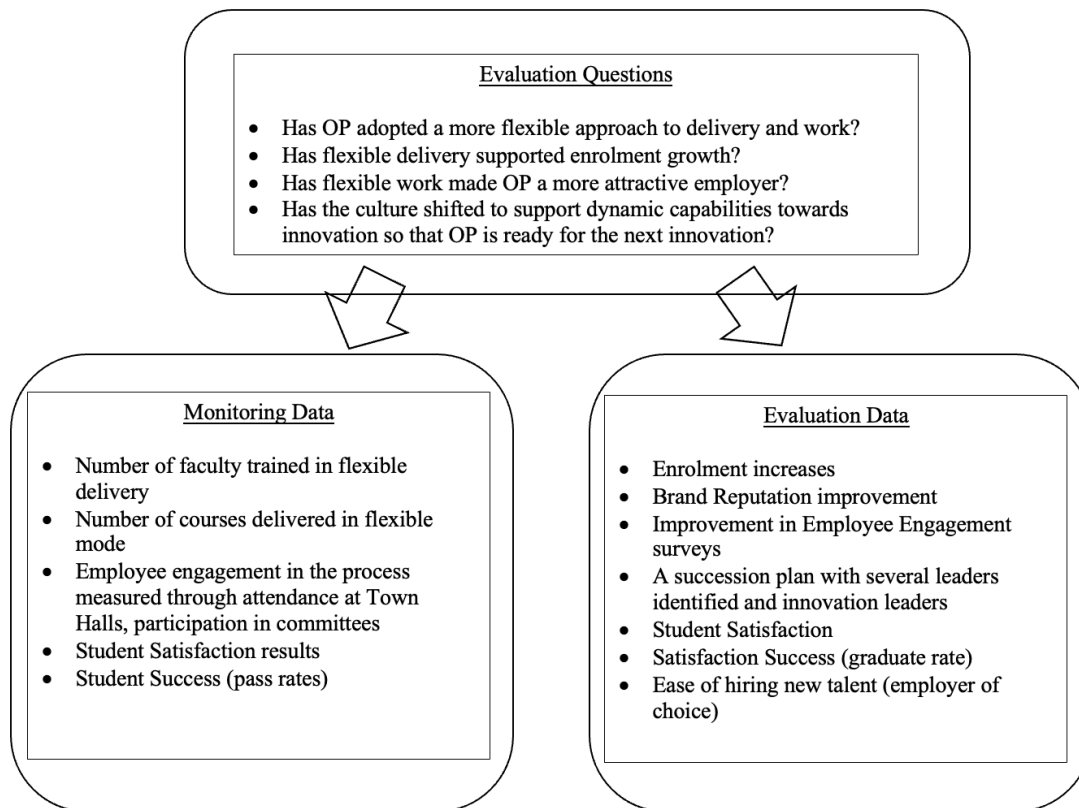 Evaluation Questions
• Has OP adopted a more flexible approach to delivery and work?
• Has flexible delivery supported enrolment growth?
• Has flexible work made OP a more attractive employer?
• Has the culture shifted to support dynamic capabilities towards
innovation so that OP is ready for the next innovation?
Monitoring Data
• Number of faculty trained in flexible
delivery
• Number of courses delivered in flexible
mode
• Employee engagement in the process
measured through attendance at Town
Halls, participation in committees
• Student Satisfaction results
• Student Success (pass rates)
Evaluation Data
• Enrolment increases
• Brand Reputation improvement
• Improvement in Employee Engagement
surveys
• A succession plan with several leaders
identified and innovation leaders
• Student Satisfaction
• Satisfaction Success (graduate rate)
• Ease of hiring new talent (employer of
choice)